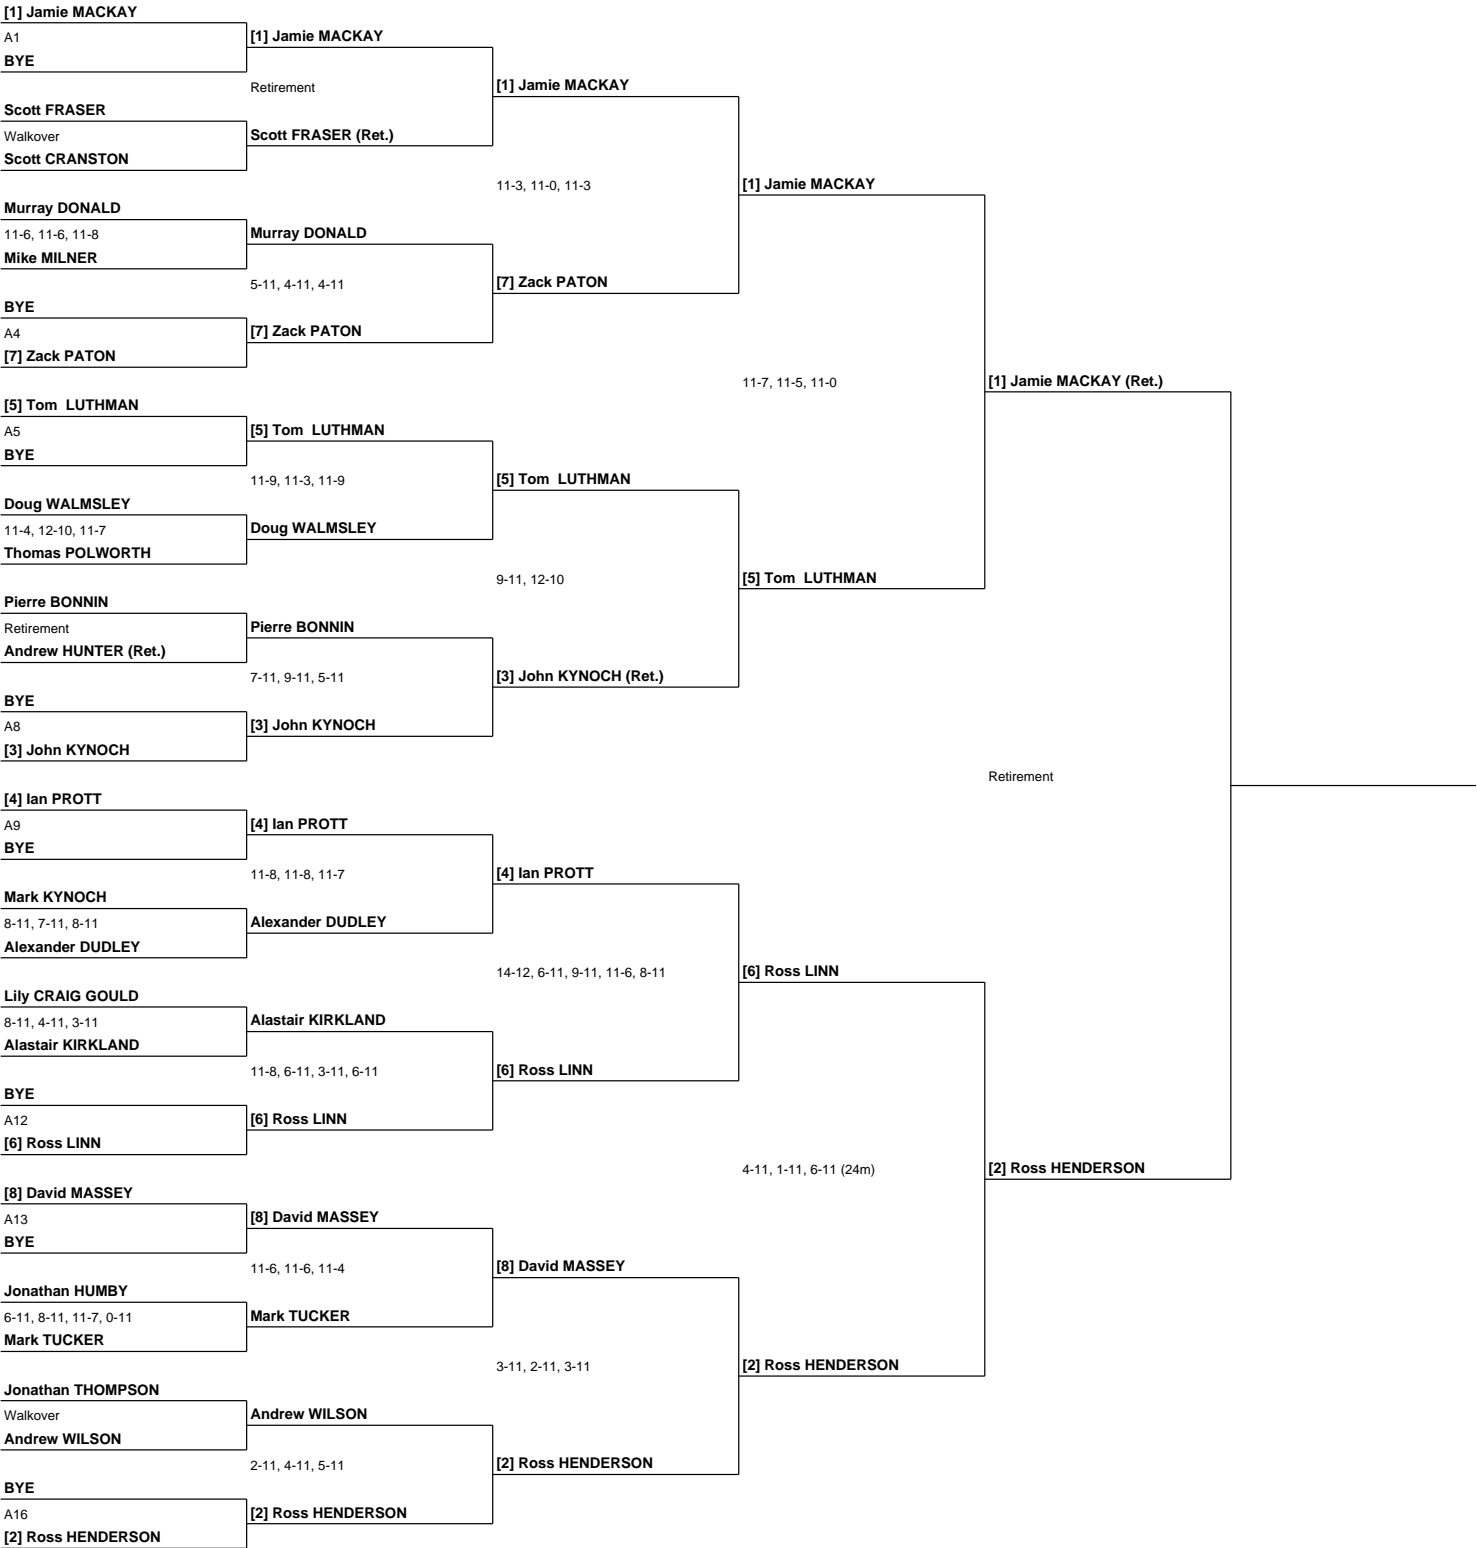 [1] Jamie MACKAY
A1
BYE
Scott FRASER
Walkover
Scott CRANSTON
Murray DONALD
11-6, 11-6, 11-8
Mike MILNER
BYE
A4
[7] Zack PATON
[5] Tom  LUTHMAN
A5
BYE
Doug WALMSLEY
11-4, 12-10, 11-7
Thomas POLWORTH
Pierre BONNIN
Retirement
Andrew HUNTER (Ret.)
BYE
A8
[3] John KYNOCH
[4] Ian PROTT
A9
BYE
Mark KYNOCH
8-11, 7-11, 8-11
Alexander DUDLEY
Lily CRAIG GOULD
8-11, 4-11, 3-11
Alastair KIRKLAND
BYE
A12
[6] Ross LINN
[8] David MASSEY
A13
BYE
Jonathan HUMBY
6-11, 8-11, 11-7, 0-11
Mark TUCKER
Jonathan THOMPSON
Walkover
Andrew WILSON
BYE
A16
[2] Ross HENDERSON
[1] Jamie MACKAY
Retirement
Scott FRASER (Ret.)
Murray DONALD
5-11, 4-11, 4-11
[7] Zack PATON
[5] Tom  LUTHMAN
11-9, 11-3, 11-9
Doug WALMSLEY
Pierre BONNIN
7-11, 9-11, 5-11
[3] John KYNOCH
[4] Ian PROTT
11-8, 11-8, 11-7
Alexander DUDLEY
Alastair KIRKLAND
11-8, 6-11, 3-11, 6-11
[6] Ross LINN
[8] David MASSEY
11-6, 11-6, 11-4
Mark TUCKER
Andrew WILSON
2-11, 4-11, 5-11
[2] Ross HENDERSON
[1] Jamie MACKAY
11-3, 11-0, 11-3
[7] Zack PATON
[5] Tom  LUTHMAN
9-11, 12-10
[3] John KYNOCH (Ret.)
[4] Ian PROTT
14-12, 6-11, 9-11, 11-6, 8-11
[6] Ross LINN
[8] David MASSEY
3-11, 2-11, 3-11
[2] Ross HENDERSON
[1] Jamie MACKAY
11-7, 11-5, 11-0
[5] Tom  LUTHMAN
[6] Ross LINN
4-11, 1-11, 6-11 (24m)
[2] Ross HENDERSON
[1] Jamie MACKAY (Ret.)
Retirement
[2] Ross HENDERSON